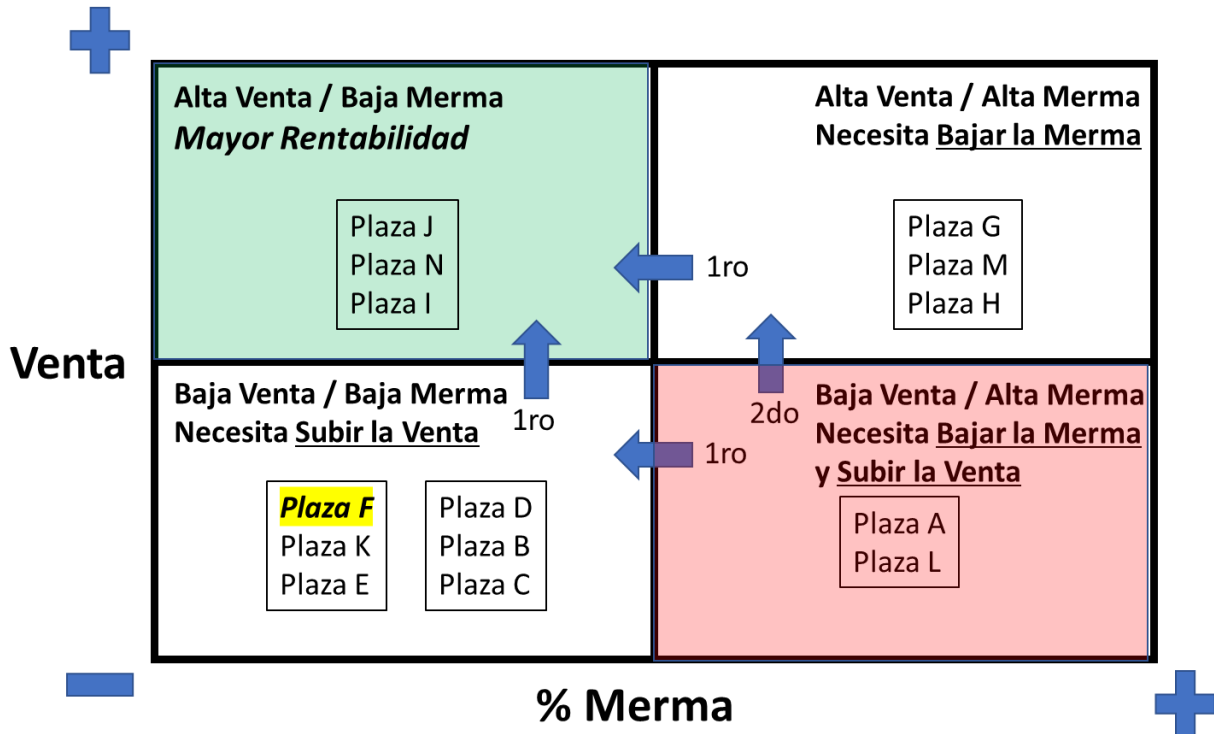 Alta Venta / Baja Merma
Mayor Rentabilidad
Plaza J
Plaza N
Plaza I
Alta Venta / Alta Merma
Necesita Bajar la Merma
Plaza G
Plaza M
Plaza H
1ro
Venta
Baja Venta / Baja Merma
Necesita Subir la Venta
1ro
Plaza F
Plaza K
Plaza E
Plaza D
Plaza B
Plaza C
2do
1ro
Baja Venta / Alta Merma
Necesita Bajar la Merma
y Subir la Venta
Plaza A
Plaza L
% Merma